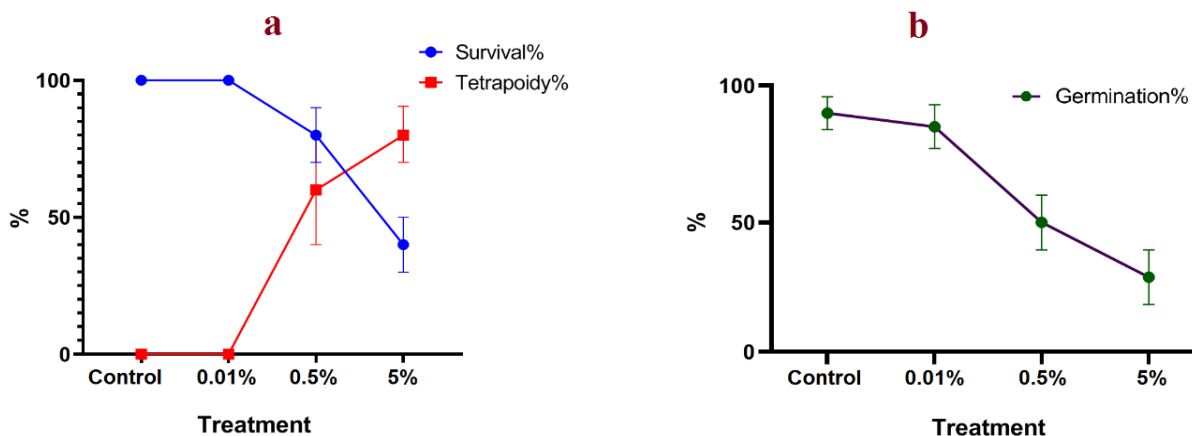 a
Survival%
Tetrapoidy%
100
50
0
%
Control 0.01% 0.5% 5%
Treatment
b
Germination%
100
50
0
%
Control 0.01% 0.5% 5%
Treatment